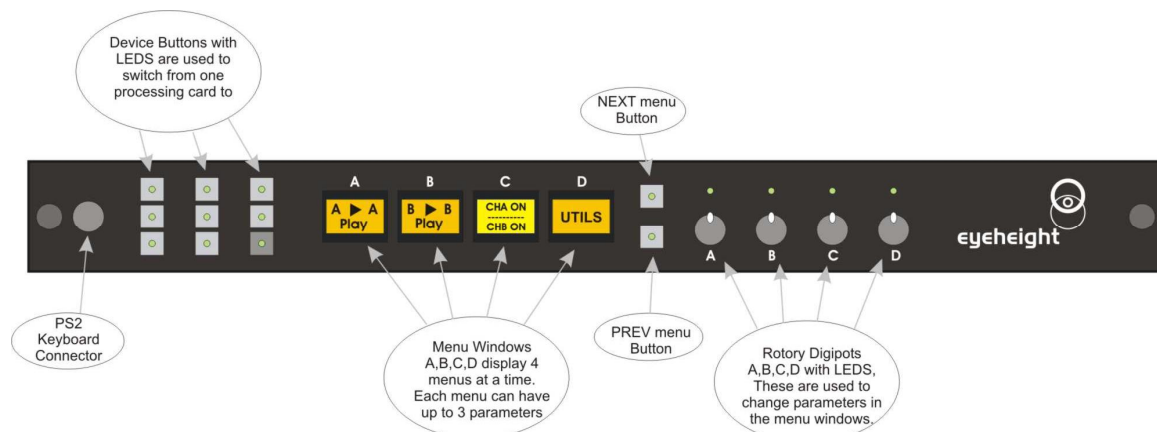 Device Buttons with
LEDS are used to
switch from one
processing card to
NEXT menu
Button
A
B
C
D
A ▶ A
Play
B ▶ B
Play
CHA ON
----------
CHB ON
UTILS
eyeheight
A
B
C
D
PS2
Keyboard
Connector
Menu Windows
A,B,C,D display 4
menus at a time.
Each menu can have
up to 3 parameters
PREV menu
Button
Rotory Digipots
A,B,C,D with LEDS,
These are used to
change parameters in
the menu windows.